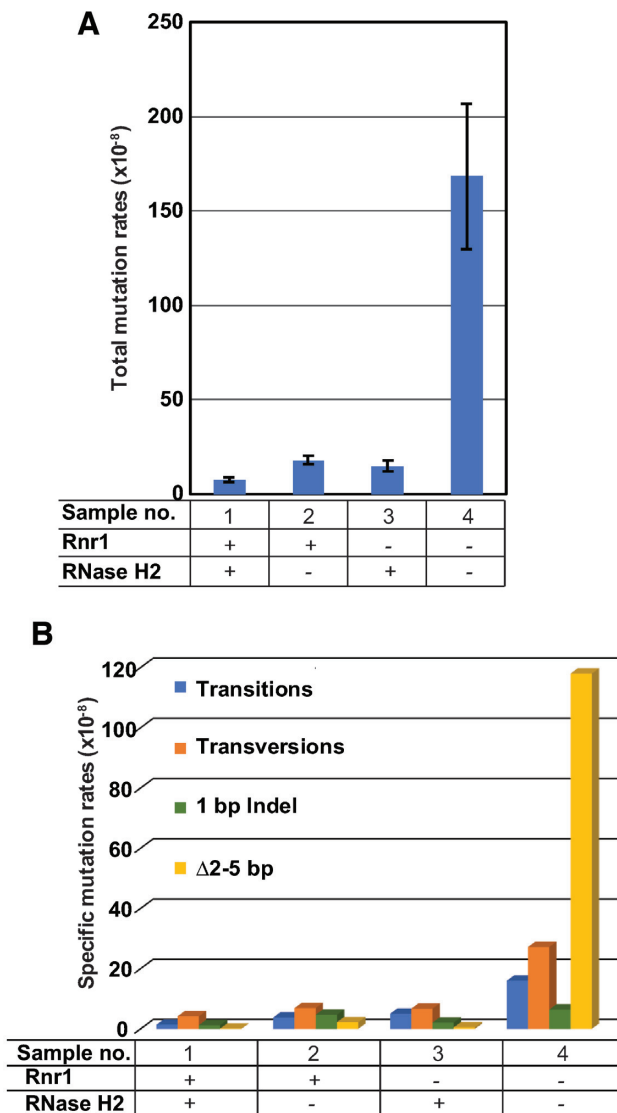 A
Total mutation rates (x10⁻⁸)
250
200
150
100
50
0
Sample no. 1 2 3 4
Rnr1 + + - -
RNase H2 + - + -
B
Specific mutation rates (x10⁻⁸)
120
100
80
60
40
20
0
Transitions
Transversions
1 bp Indel
Δ2-5 bp
Sample no. 1 2 3 4
Rnr1 + + - -
RNase H2 + - + -